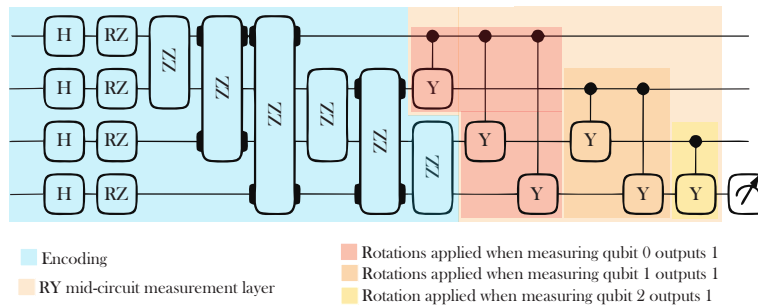 H RZ
ZZ
ZZ
ZZ
ZZ
ZZ
H RZ Y
H RZ ZZ Y Y
H RZ Y Y Y
Encoding
RY mid-circuit measurement layer
Rotations applied when measuring qubit 0 outputs 1
Rotations applied when measuring qubit 1 outputs 1
Rotation applied when measuring qubit 2 outputs 1